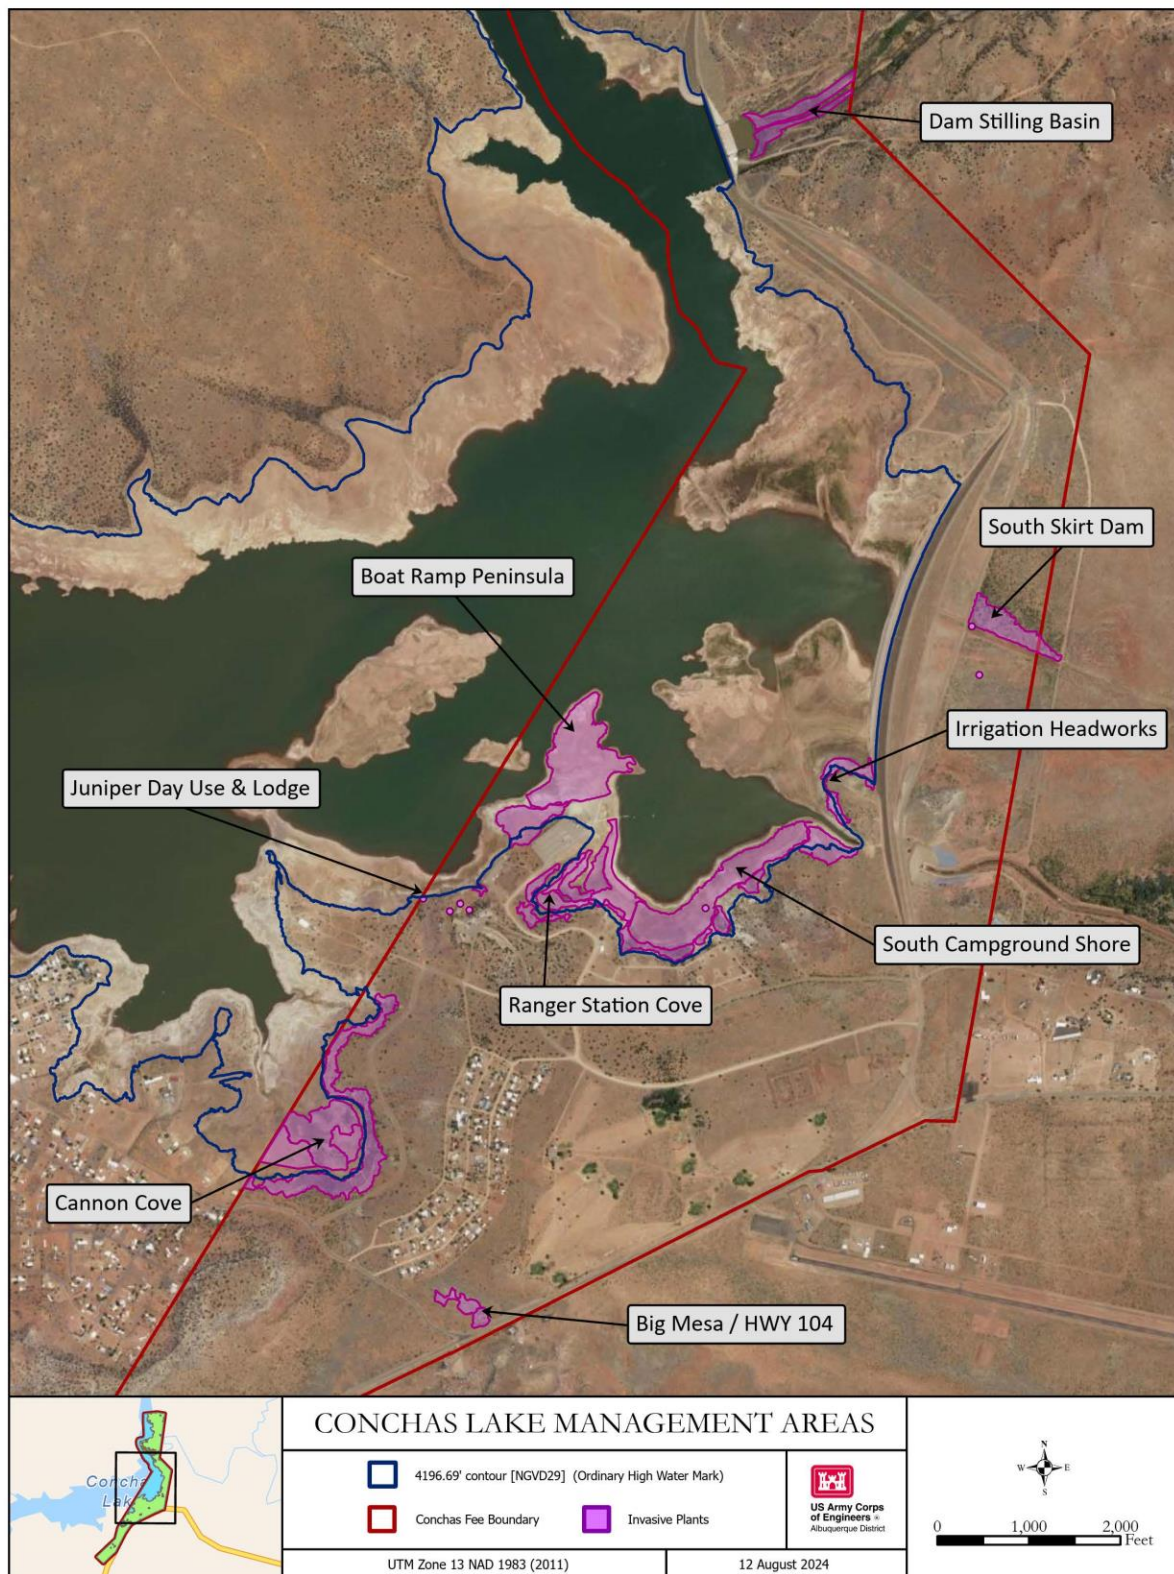 Dam Stilling Basin
South Skirt Dam
Boat Ramp Peninsula
Irrigation Headworks
Juniper Day Use & Lodge
South Campground Shore
Ranger Station Cove
Cannon Cove
Big Mesa / HWY 104
Conchas
Lake
CONCHAS LAKE MANAGEMENT AREAS
4196.69' contour [NGVD29] (Ordinary High Water Mark)
Conchas Fee Boundary
Invasive Plants
US Army Corps
of Engineers ®
Albuquerque District
UTM Zone 13 NAD 1983 (2011)
12 August 2024
N
W E
S
0 1,000 2,000
Feet